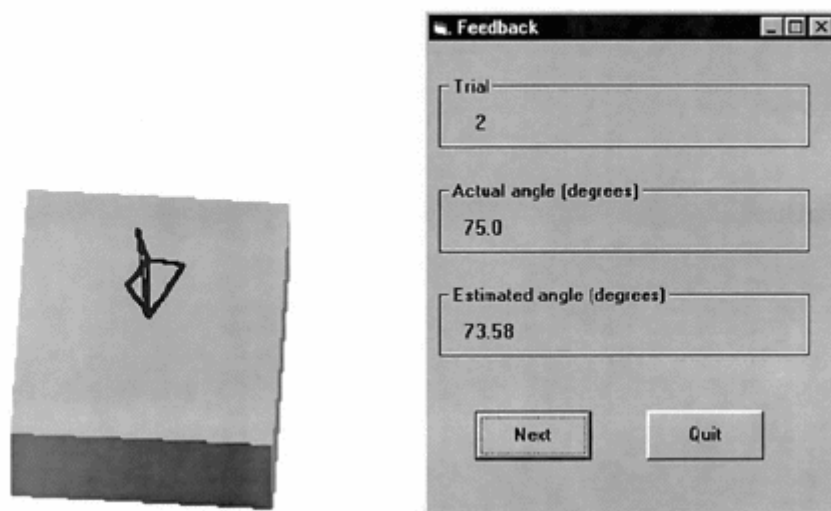 Feedback
Trial
2
Actual angle (degrees)
75.0
Estimated angle (degrees)
73.58
Next
Quit